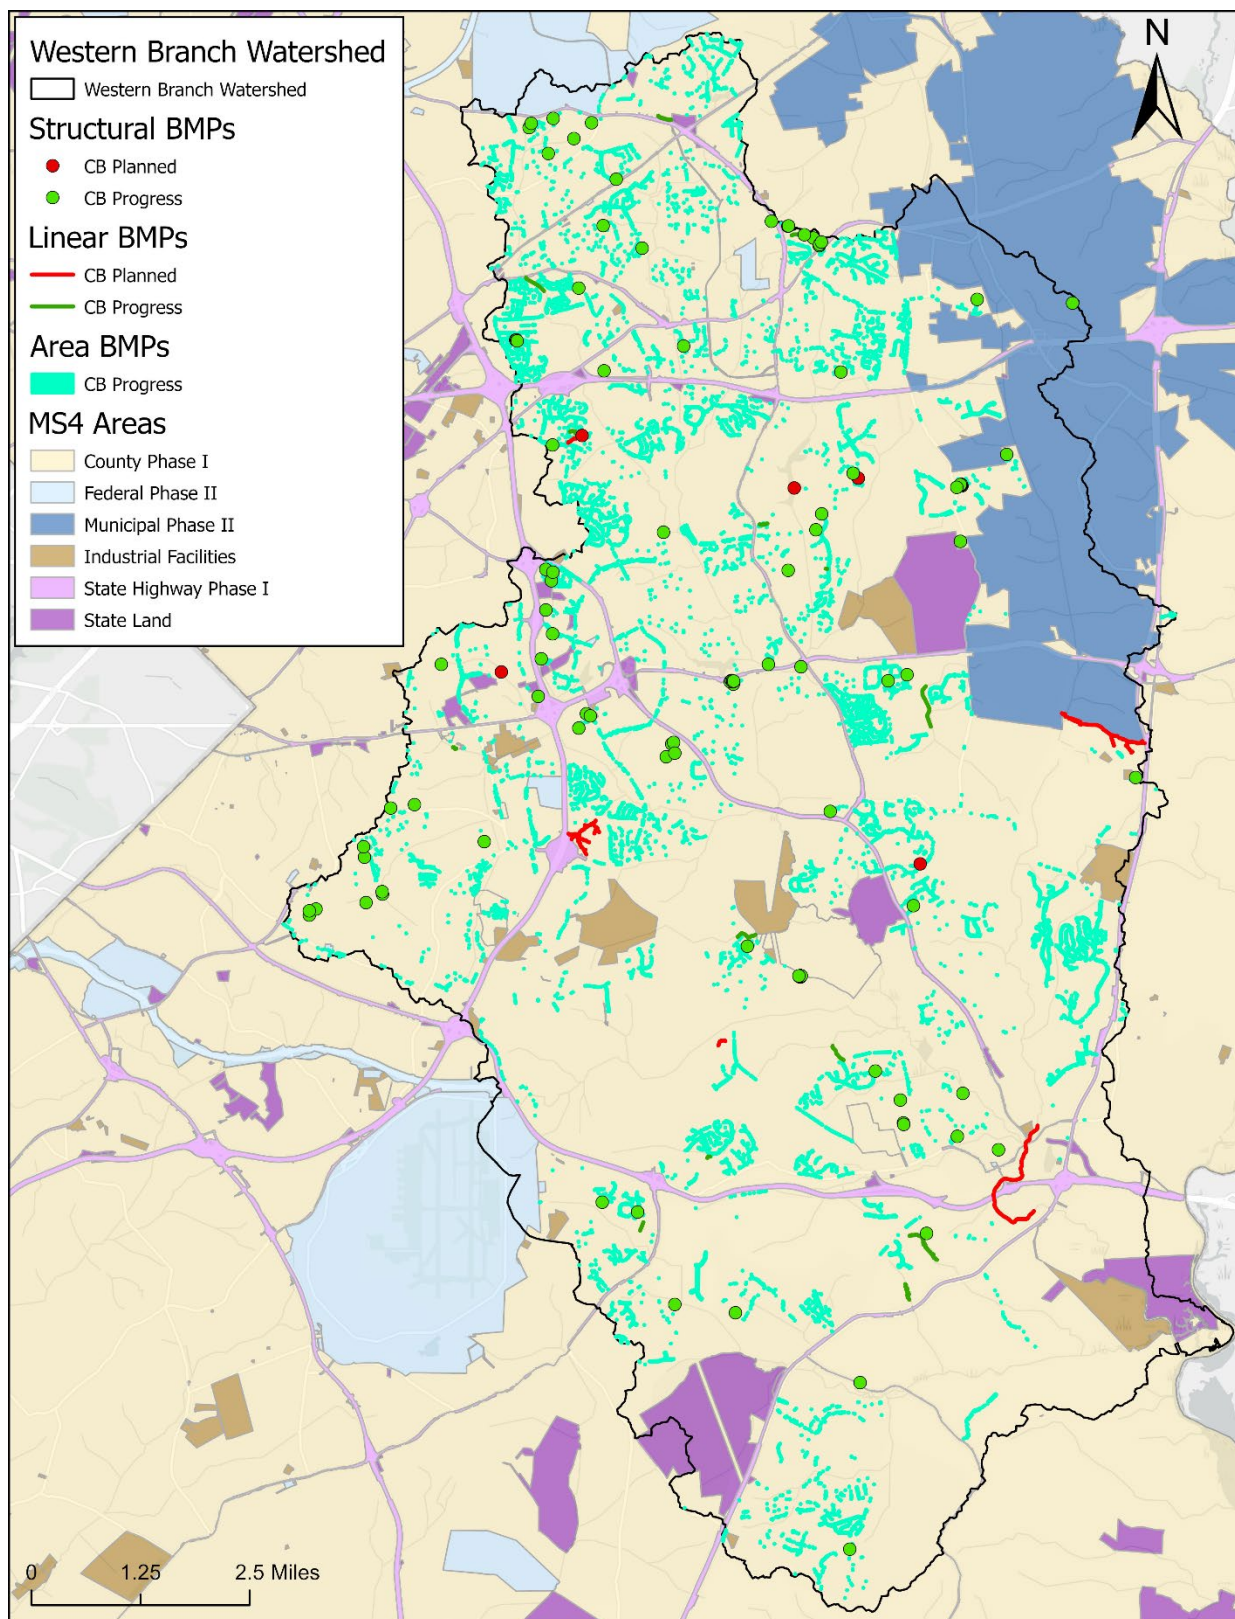 Western Branch Watershed
Western Branch Watershed
Structural BMPs
CB Planned
CB Progress
Linear BMPs
CB Planned
CB Progress
Area BMPs
CB Progress
MS4 Areas
County Phase I
Federal Phase II
Municipal Phase II
Industrial Facilities
State Highway Phase I
State Land
N
0 1.25 2.5 Miles